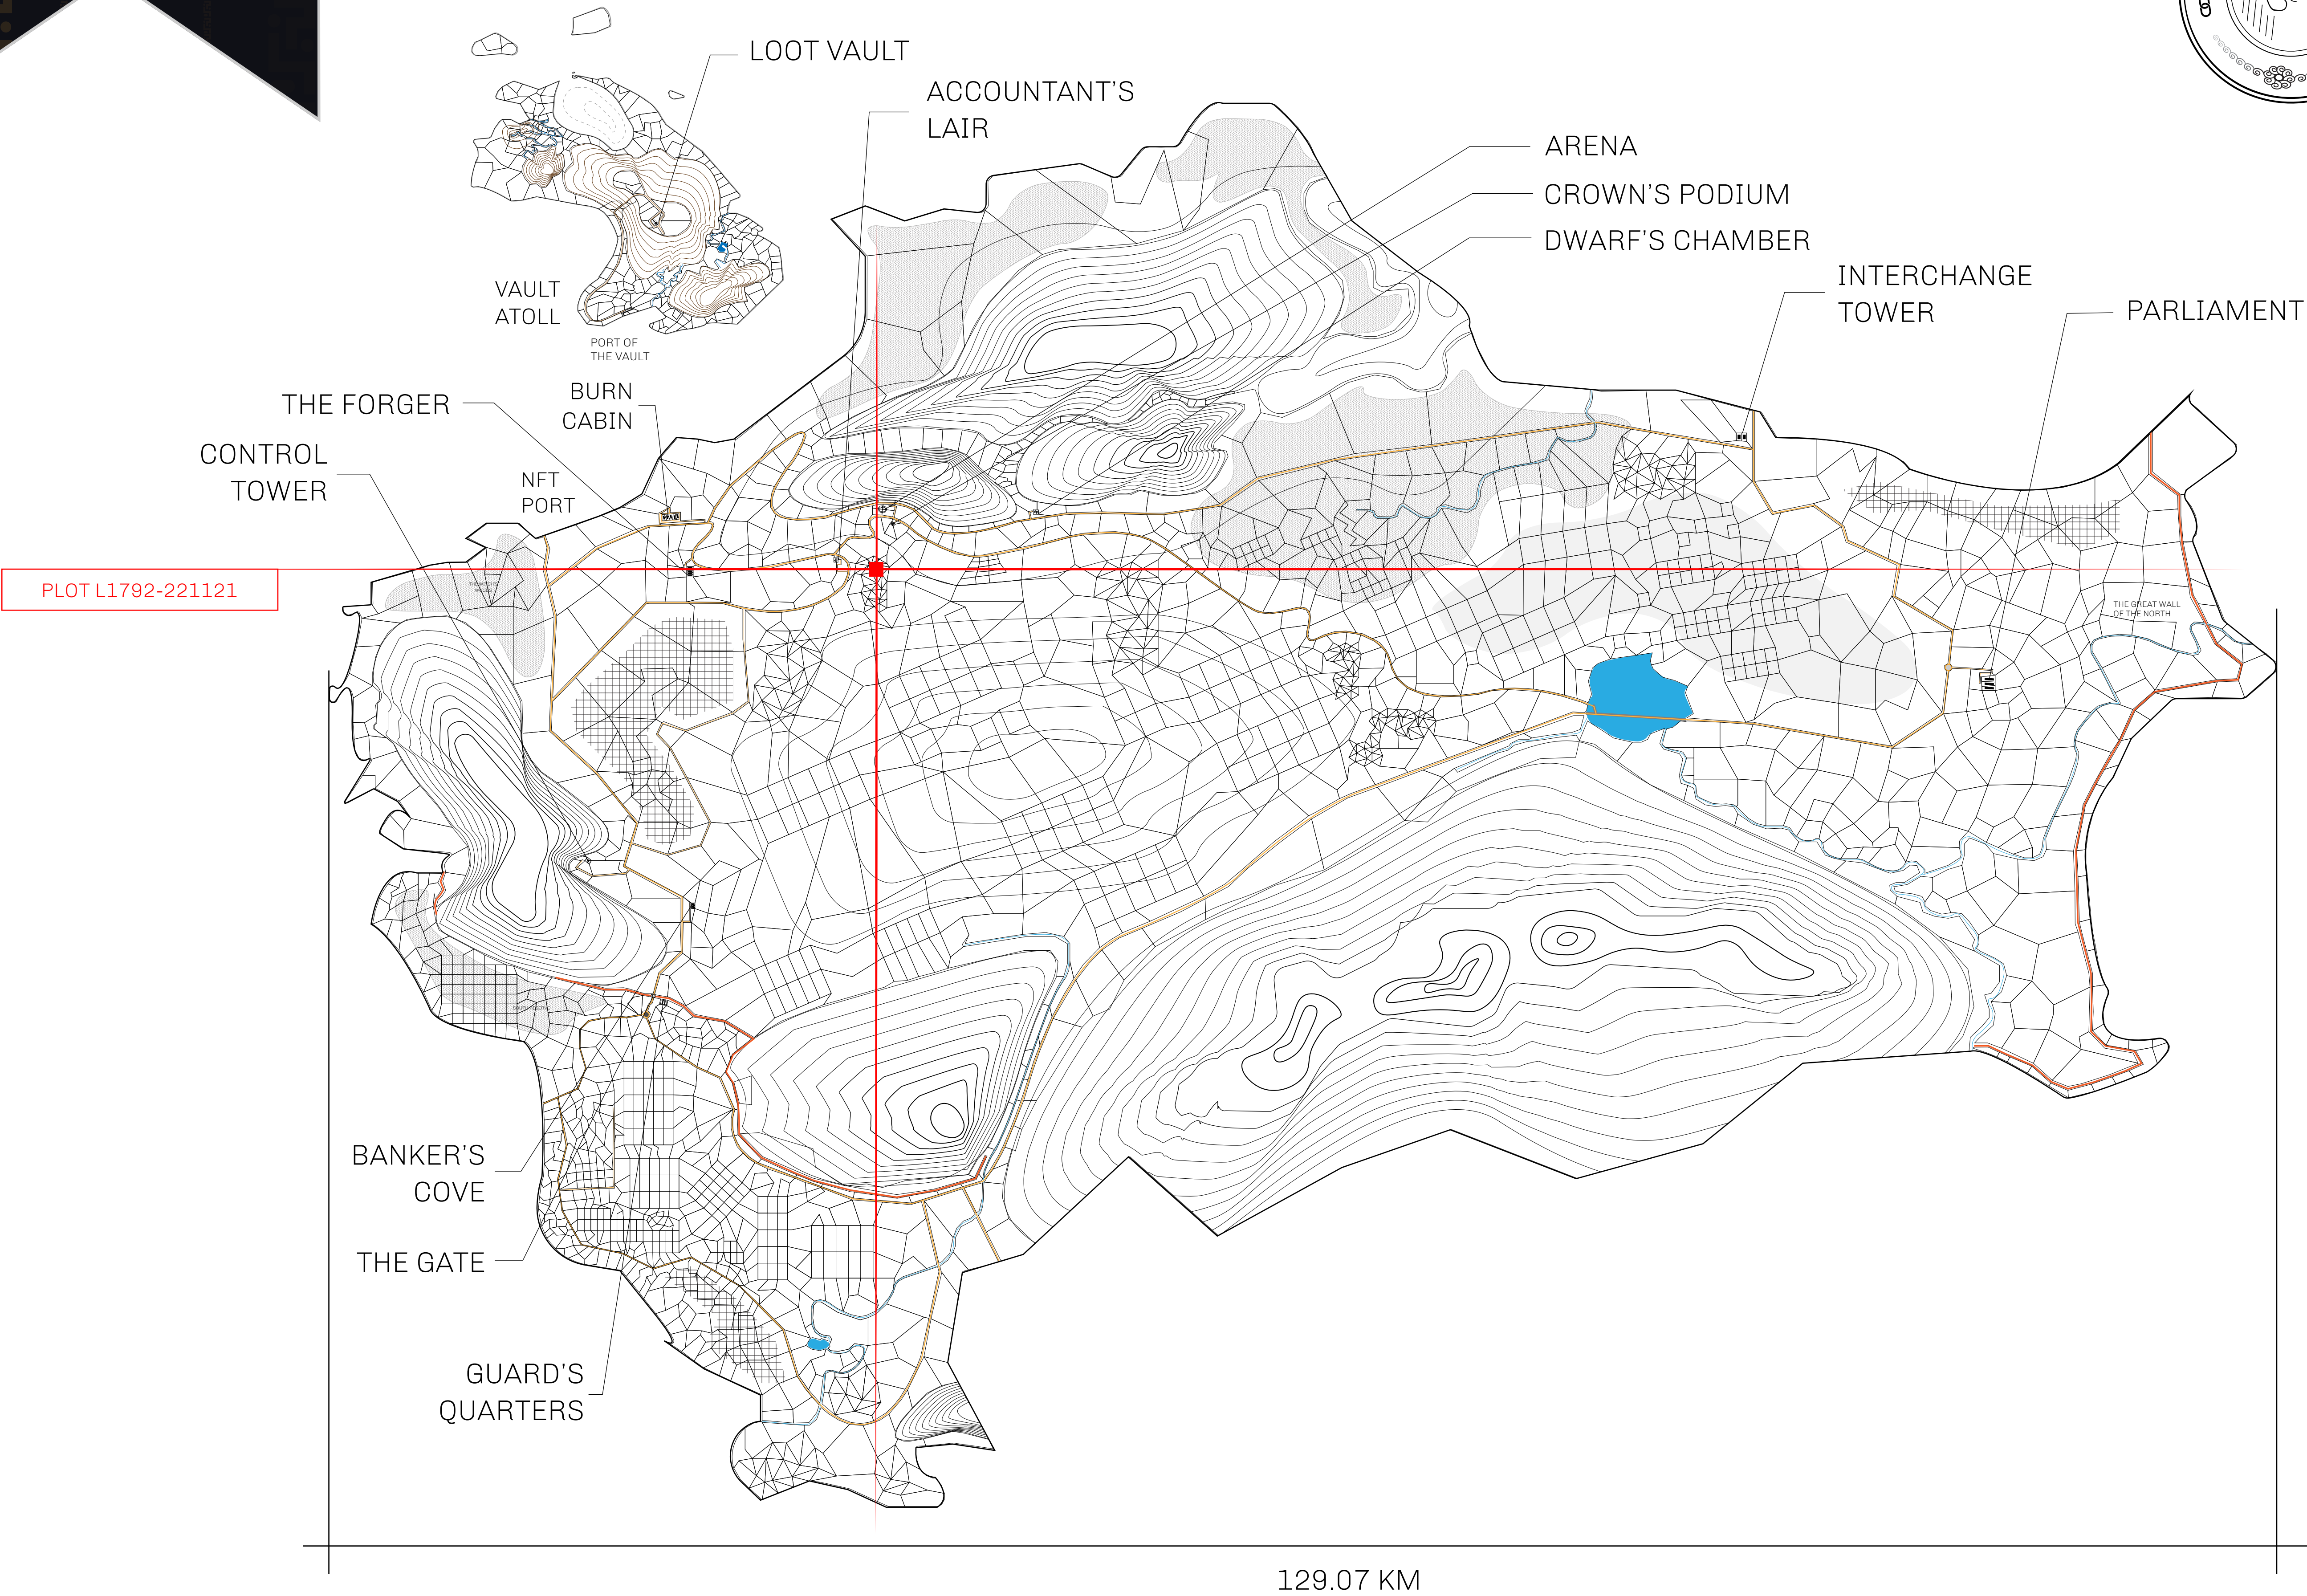 LOOT VAULT
ACCOUNTANT'S
LAIR
ARENA
CROWN'S PODIUM
DWARF'S CHAMBER
INTERCHANGE
TOWER
PARLIAMENT
VAULT
ATOLL
PORT OF
THE VAULT
BURN
CABIN
THE FORGER
CONTROL
TOWER
NFT
PORT
PLOT L1792-221121
THE GREAT WALL
OF THE NORTH
BANKER'S
COVE
THE GATE
GUARD'S
QUARTERS
129.07 KM